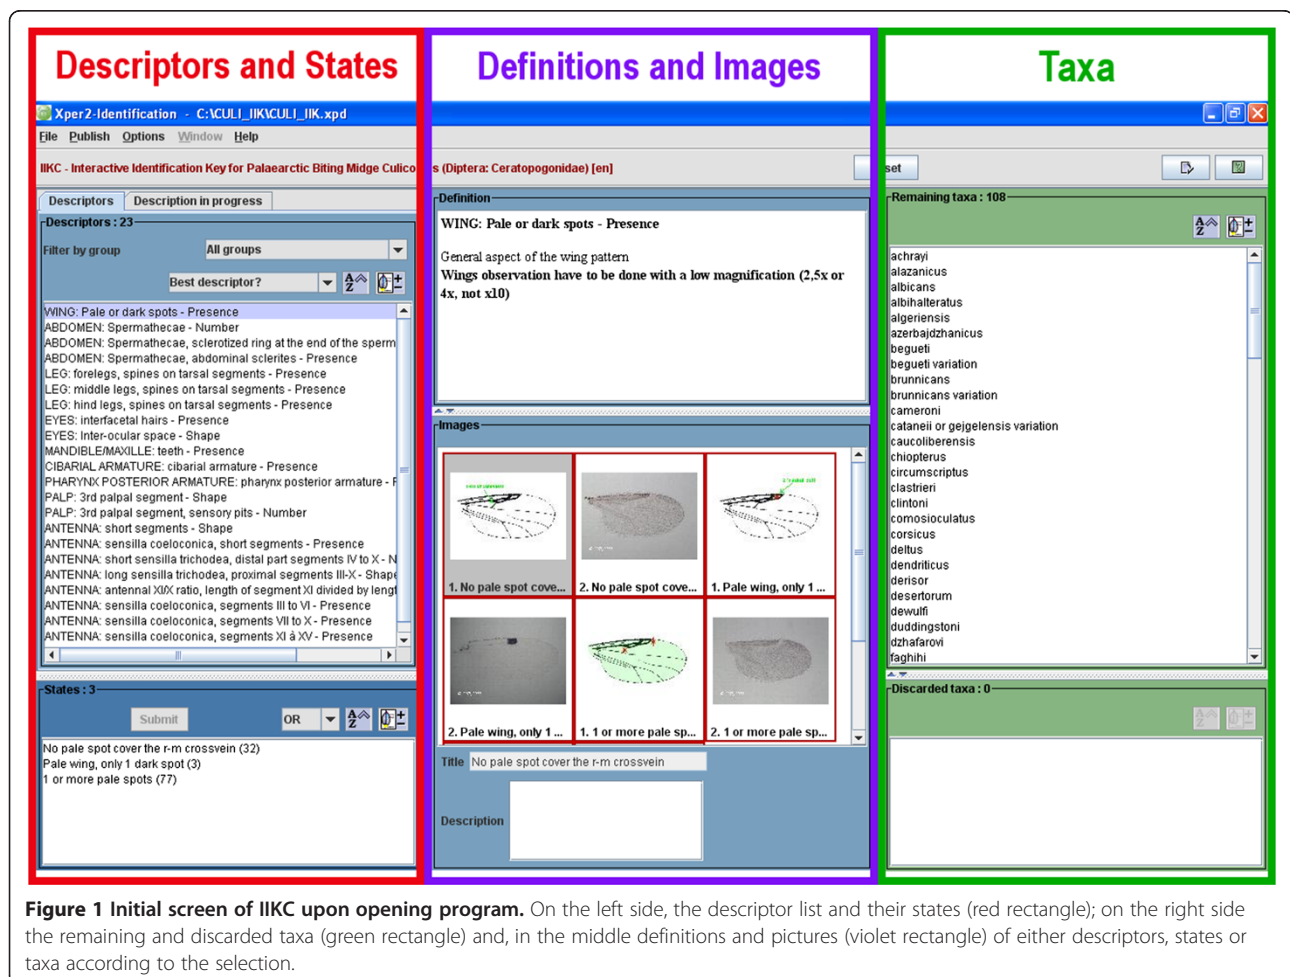 Descriptors and States
Definitions and Images
Taxa
Xper2-Identification - C:\CULI_IIK\CULI_IIK.xpd
File Publish Options Window Help
IIKC - Interactive Identification Key for Palaearctic Biting Midge Culico s (Diptera: Ceratopogonidae) [en]
set
Descriptors
Description in progress
Descriptors : 23
Filter by group
All groups
Best descriptor?
WING: Pale or dark spots - Presence
ABDOMEN: Spermathecae - Number
ABDOMEN: Spermathecae, sclerotized ring at the end of the sperm
ABDOMEN: Spermathecae, abdominal sclerites - Presence
LEG: forelegs, spines on tarsal segments - Presence
LEG: middle legs, spines on tarsal segments - Presence
LEG: hind legs, spines on tarsal segments - Presence
EYES: interfacetal hairs - Presence
EYES: Inter-ocular space - Shape
MANDIBLE/MAXILLE: teeth - Presence
CIBARIAL ARMATURE: cibarial armature - Presence
PHARYNX POSTERIOR ARMATURE: pharynx posterior armature - F
PALP: 3rd palpal segment - Shape
PALP: 3rd palpal segment, sensory pits - Number
ANTENNA: short segments - Shape
ANTENNA: sensilla coeloconica, short segments - Presence
ANTENNA: short sensilla trichodea, distal part segments IV to X - N
ANTENNA: long sensilla trichodea, proximal segments III-X - Shape
ANTENNA: antennal XI/X ratio, length of segment XI divided by lengt
ANTENNA: sensilla coeloconica, segments III to VI - Presence
ANTENNA: sensilla coeloconica, segments VII to X - Presence
ANTENNA: sensilla coeloconica, segments XI à XV - Presence
States : 3
Submit
OR
No pale spot cover the r-m crossvein (32)
Pale wing, only 1 dark spot (3)
1 or more pale spots (77)
Definition
WING: Pale or dark spots - Presence
General aspect of the wing pattern
Wings observation have to be done with a low magnification (2,5x or
4x, not x10)
Images
1. No pale spot cove...
2. No pale spot cove...
1. Pale wing, only 1 ...
2. Pale wing, only 1 ...
1. 1 or more pale sp...
2. 1 or more pale sp...
Title No pale spot cover the r-m crossvein
Description
Remaining taxa : 108
achrayi
alazanicus
albicans
albihalteratus
algeriensis
azerbajdzhanicus
begueti
begueti variation
brunnicans
brunnicans variation
cameroni
cataneii or gejgelensis variation
caucoliberensis
chiopterus
circumscriptus
clastrieri
clintoni
comosioculatus
corsicus
deltus
dendriticus
derisor
desertorum
dewulfi
duddingstoni
dzhafarovi
faghihi
Discarded taxa : 0
Figure 1 Initial screen of IIKC upon opening program. On the left side, the descriptor list and their states (red rectangle); on the right side
the remaining and discarded taxa (green rectangle) and, in the middle definitions and pictures (violet rectangle) of either descriptors, states or
taxa according to the selection.